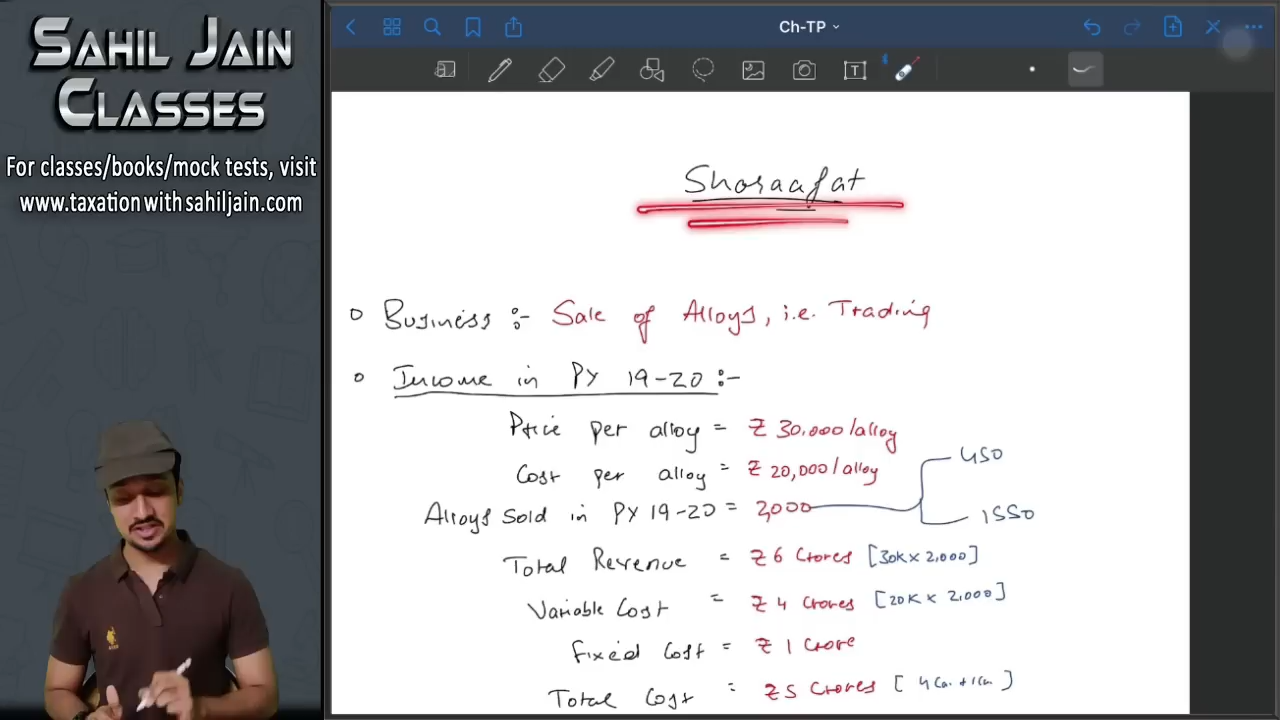 SAHIL JAIN
CLASSES
For classes/books/mock tests, visit
www.taxationwithsahiljain.com
Ch-TP
T
Sharaafat
Business :- Sale of Alloys, i.e. Trading
Income in PY 19-20 :-
Price per alloy = ₹ 30,000/alloy
Cost per alloy = ₹ 20,000/alloy
450
Alloys Sold in PY 19-20 = 2,000
1550
Total Revenue = ₹ 6 Crores [30K x 2,000]
Variable Cost = ₹ 4 Crores [20K x 2,000]
Fixed Cost = ₹ 1 Crore
Total Cost = ₹ 5 Crores [4 Cr. + 1 Cr.]